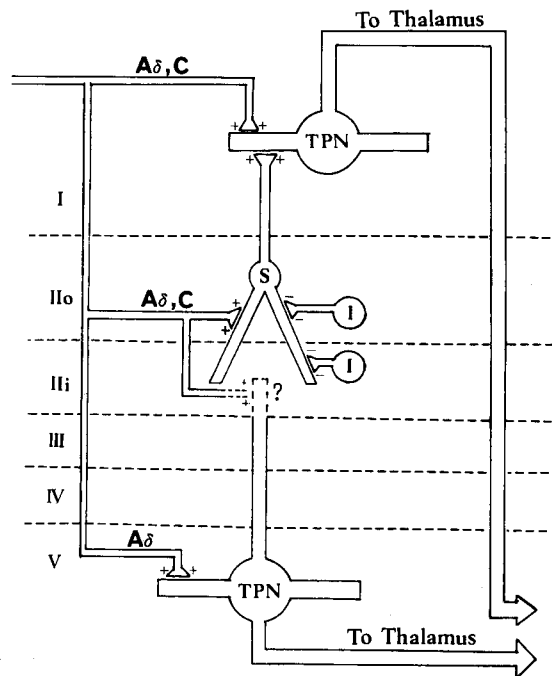 To Thalamus
Aδ, C
+ +
TPN
+ +
I
S
IIo
Aδ, C
+
+
−
−
I
−
−
I
IIi
+
+
?
III
IV
V
Aδ
+ +
TPN
To Thalamus